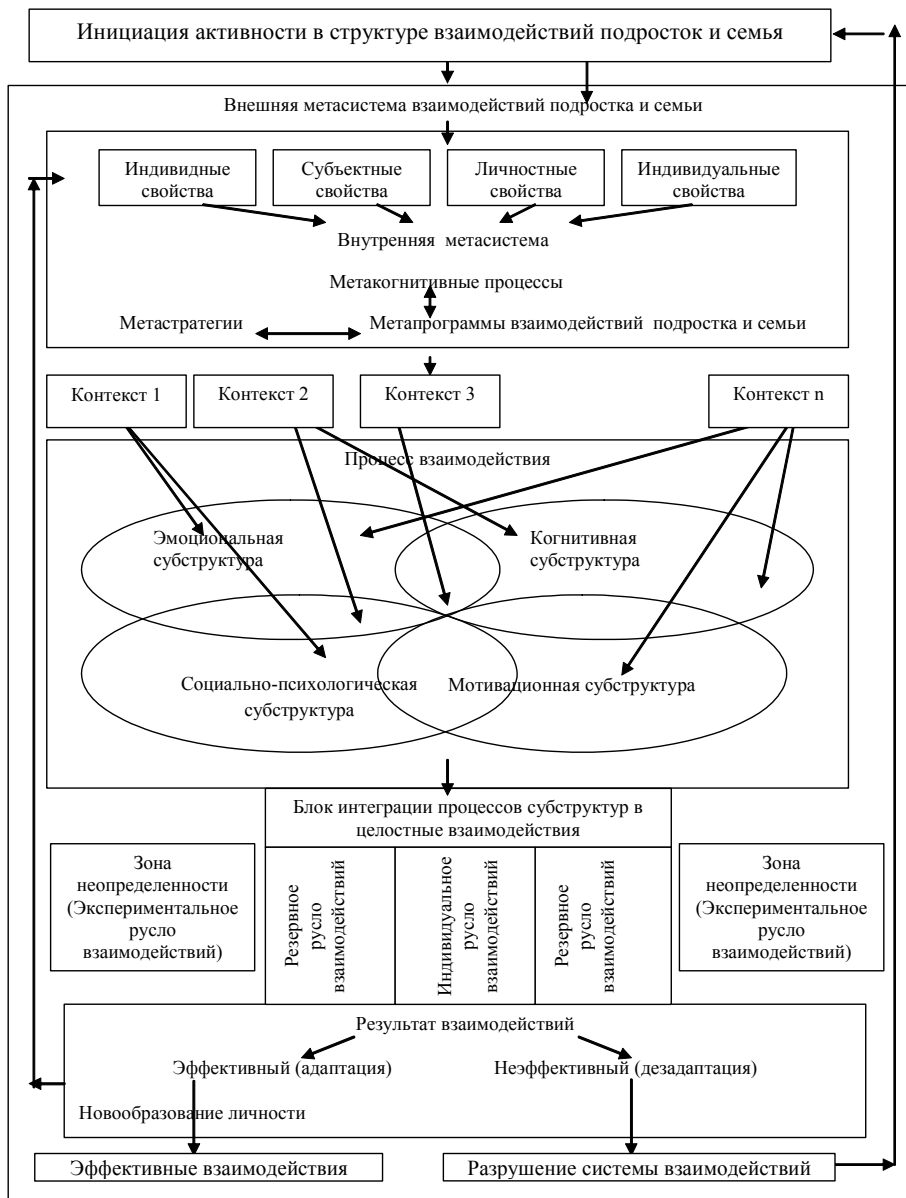 Инициация активности в структуре взаимодействий подросток и семья
Внешняя метасистема взаимодействий подростка и семьи
Индивидные
свойства
Субъектные
свойства
Личностные
свойства
Индивидуальные
свойства
Внутренняя метасистема
Метакогнитивные процессы
Метастратегии
Метапрограммы взаимодействий подростка и семьи
Контекст 1
Контекст 2
Контекст 3
Контекст n
Процесс взаимодействия
Эмоциональная
субструктура
Когнитивная
субструктура
Социально-психологическая
субструктура
Мотивационная субструктура
Блок интеграции процессов субструктур в
целостные взаимодействия
Зона
неопределенности
(Экспериментальное
русло
взаимодействий)
Резервное
русло
взаимодействий
Индивидуальное
русло
взаимодействий
Резервное
русло
взаимодействий
Зона
неопределенности
(Экспериментальное
русло
взаимодействий)
Результат взаимодействий
Эффективный (адаптация)
Неэффективный (дезадаптация)
Новообразование личности
Эффективные взаимодействия
Разрушение системы взаимодействий